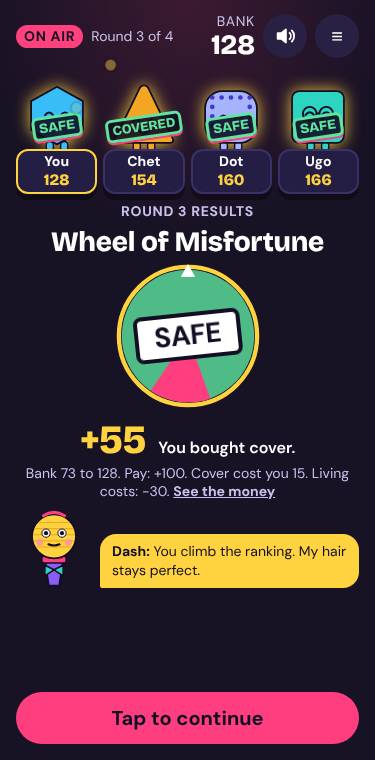 ON AIR
Round 3 of 4
BANK
128
SAFE
COVERED
SAFE
SAFE
You
128
Chet
154
Dot
160
Ugo
166
ROUND 3 RESULTS
Wheel of Misfortune
SAFE
+55 You bought cover.
Bank 73 to 128. Pay: +100. Cover cost you 15. Living
costs: −30. See the money
Dash: You climb the ranking. My hair
stays perfect.
Tap to continue